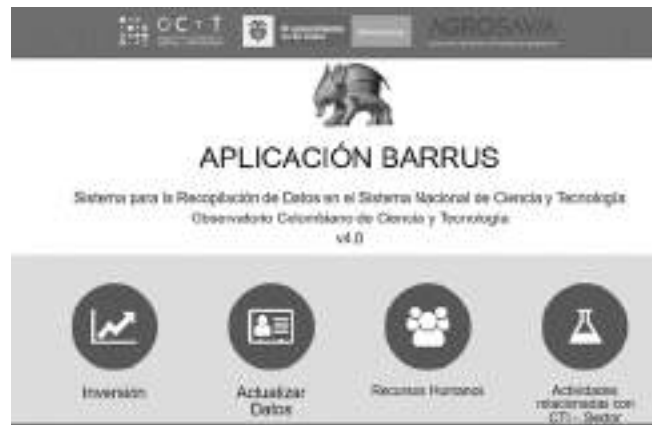 OCyT AGROSAVIA
APLICACIÓN BARRUS
Sistema para la Recopilación de Datos en el Sistema Nacional de Ciencia y Tecnología
Observatorio Colombiano de Ciencia y Tecnología
v4.0
Inversión
Actualizar
Datos
Recursos Humanos
Actividades
relacionadas con
CTI - Sector